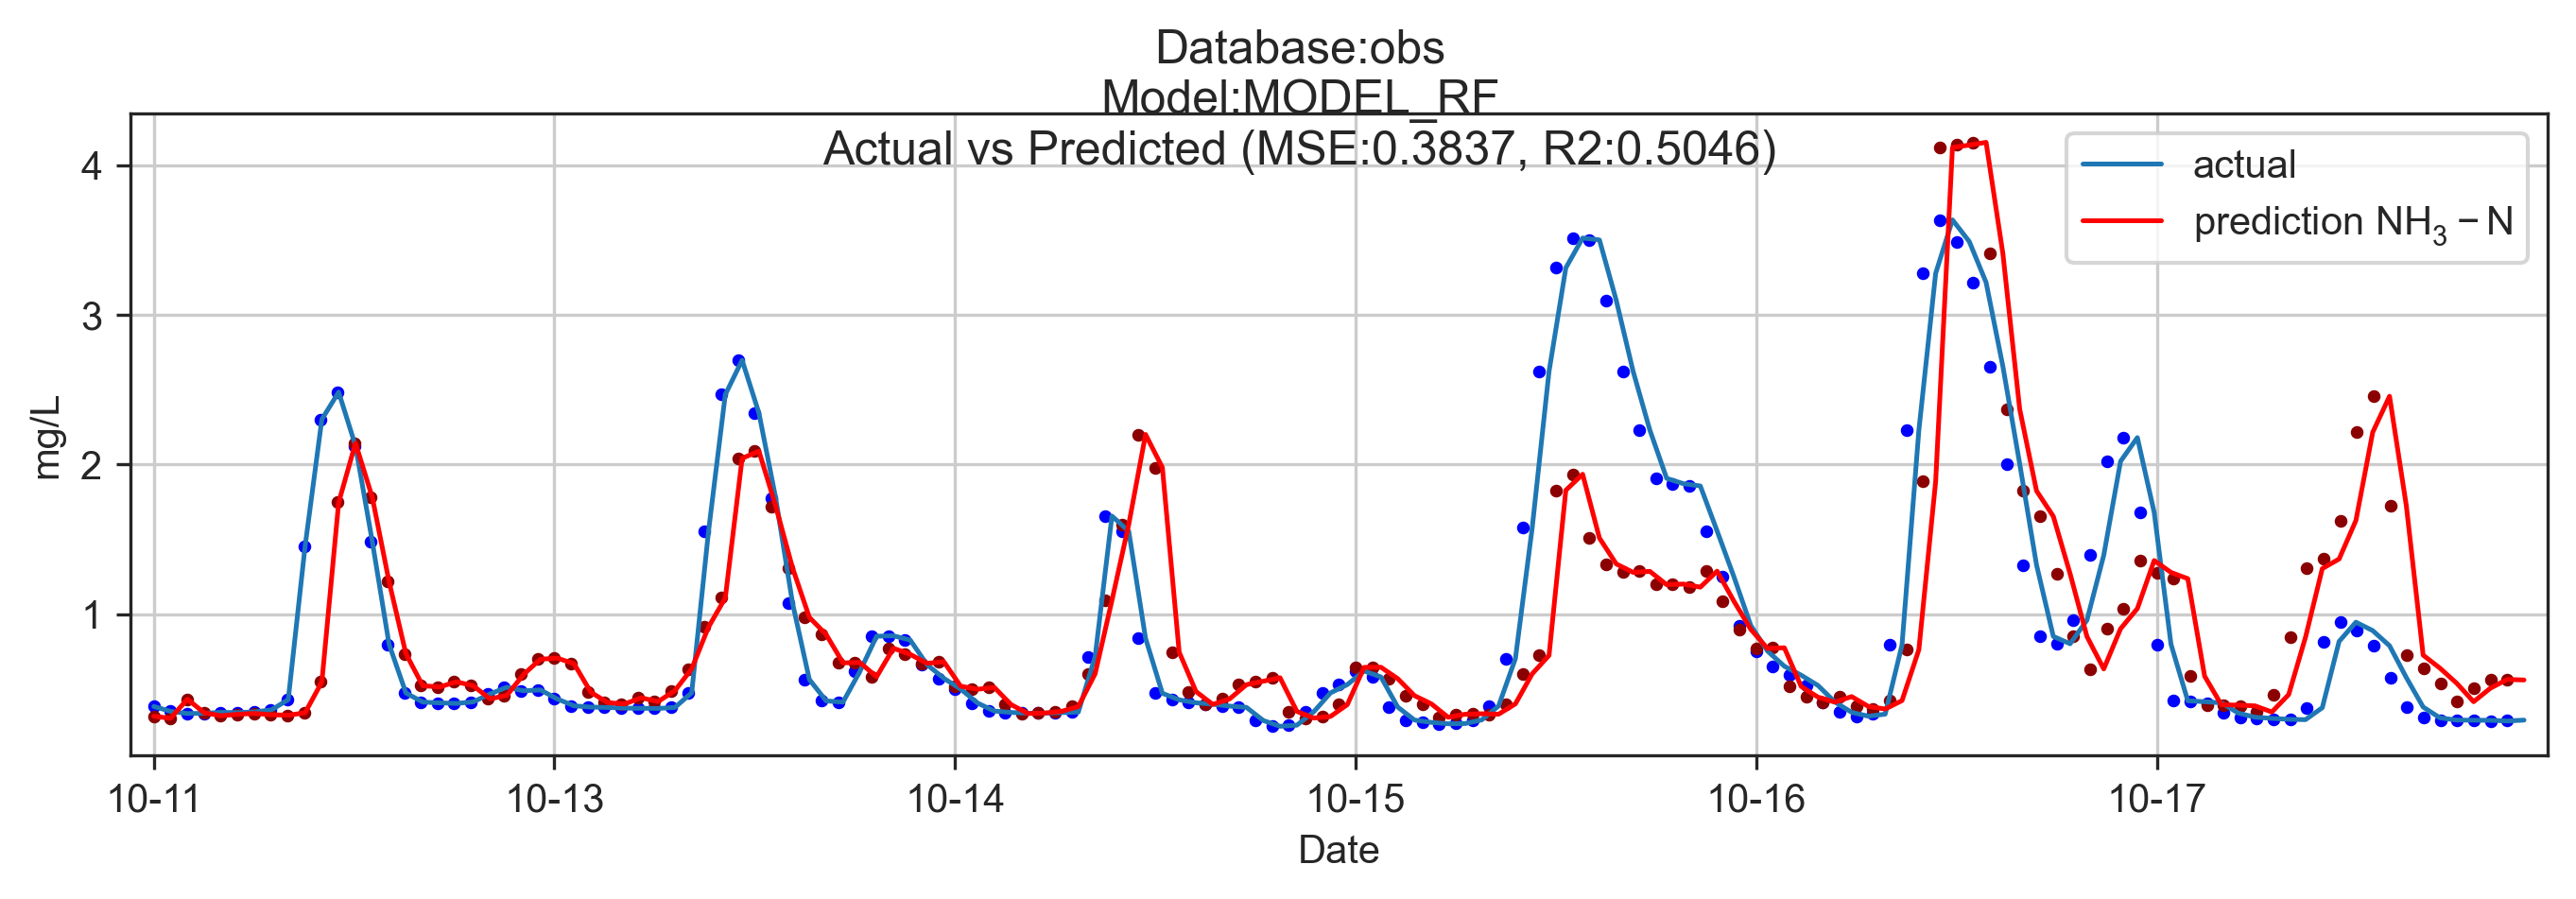 Database:obs
Model:MODEL_RF
Actual vs Predicted (MSE:0.3837, R2:0.5046)
actual
prediction NH₃ − N
mg/L
4
3
2
1
10-11 10-13 10-14 10-15 10-16 10-17
Date